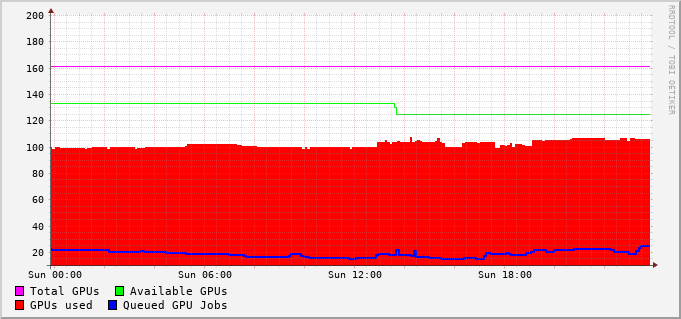 200
180
160
140
120
100
80
60
40
20
Sun 00:00 Sun 06:00 Sun 12:00 Sun 18:00
Total GPUs Available GPUs
GPUs used Queued GPU Jobs
RRDTOOL / TOBI OETIKER